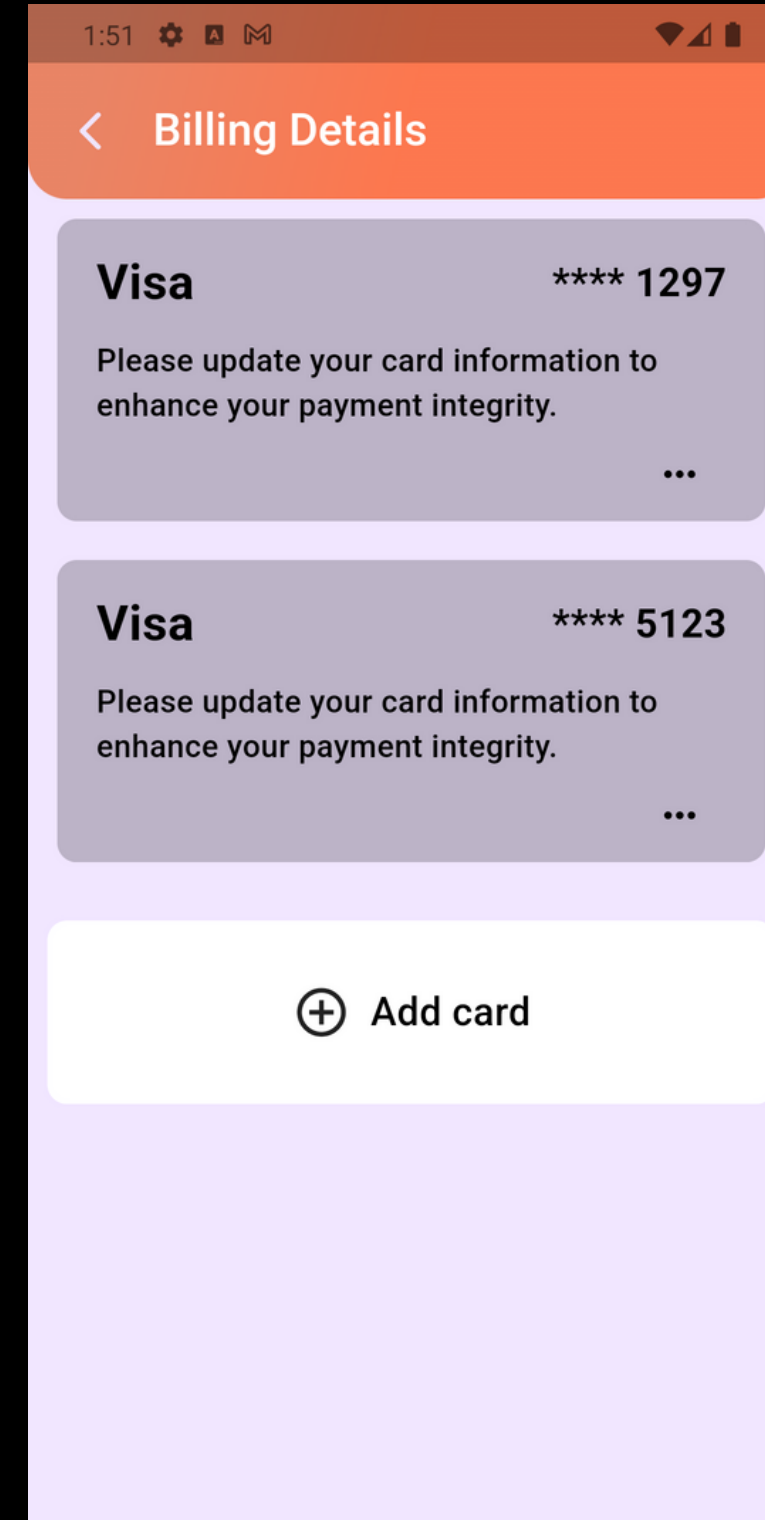 1:51
Billing Details
Visa
**** 1297
Please update your card information to
enhance your payment integrity.
Visa
**** 5123
Please update your card information to
enhance your payment integrity.
Add card